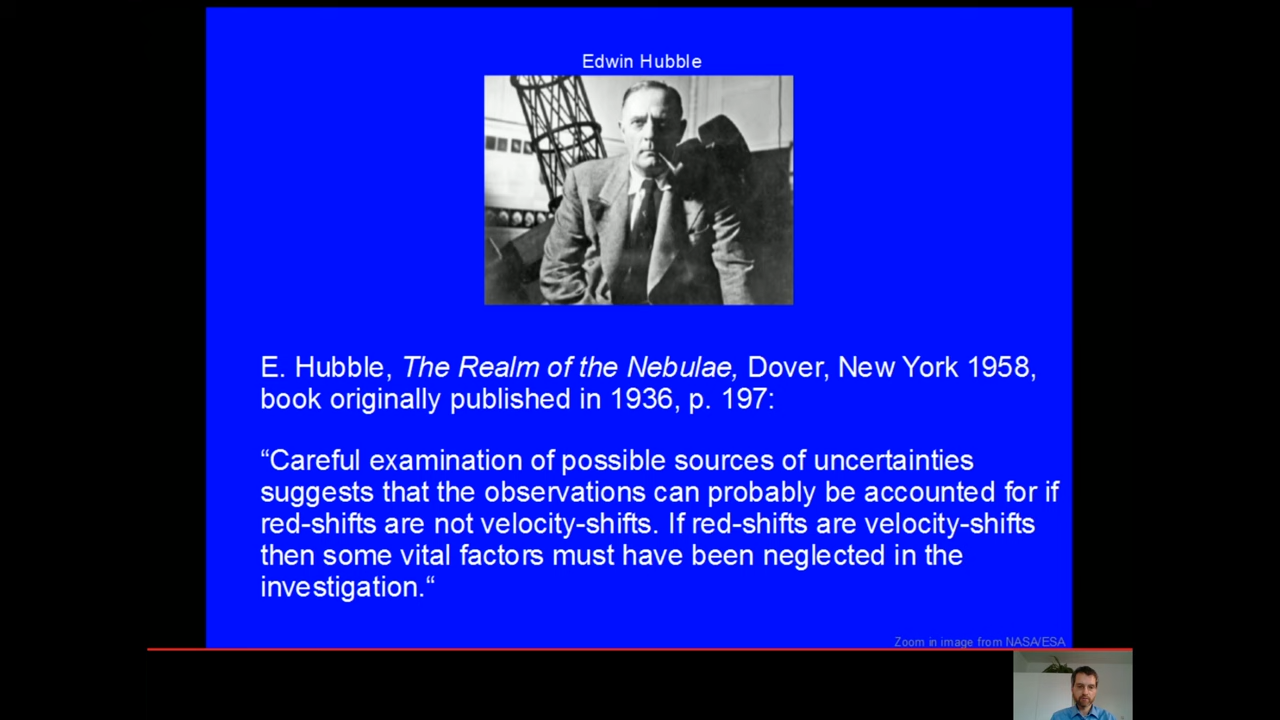 Edwin Hubble
E. Hubble, The Realm of the Nebulae, Dover, New York 1958,
book originally published in 1936, p. 197:
“Careful examination of possible sources of uncertainties
suggests that the observations can probably be accounted for if
red-shifts are not velocity-shifts. If red-shifts are velocity-shifts
then some vital factors must have been neglected in the
investigation.“
Zoom in image from NASA/ESA